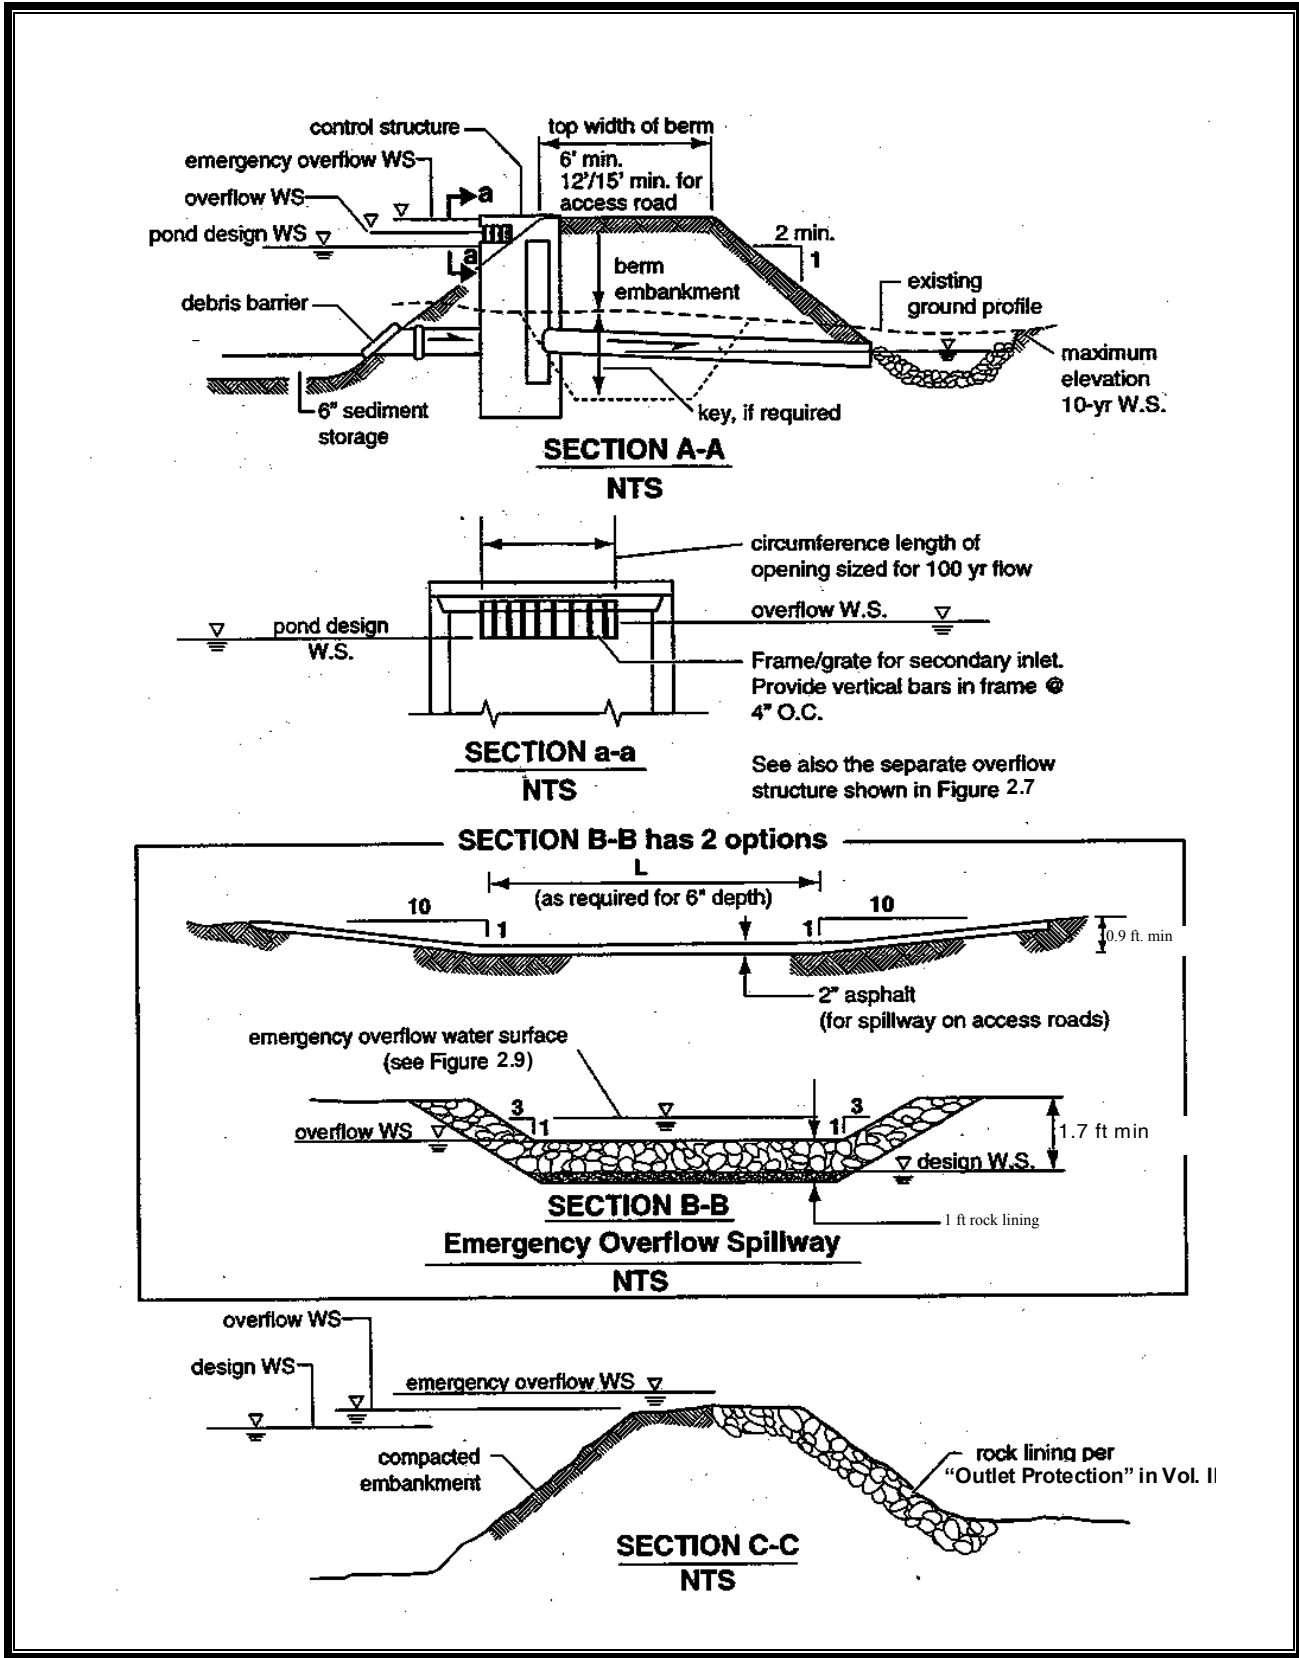 control structure
top width of berm
emergency overflow WS
6' min.
12'/15' min. for
access road
overflow WS
a
pond design WS
2 min.
1
a
berm
embankment
existing
ground profile
debris barrier
maximum
elevation
10-yr W.S.
6" sediment
storage
key, if required
SECTION A-A
NTS
circumference length of
opening sized for 100 yr flow
overflow W.S.
pond design
W.S.
Frame/grate for secondary inlet.
Provide vertical bars in frame @
4" O.C.
SECTION a-a
NTS
See also the separate overflow
structure shown in Figure 2.7
SECTION B-B has 2 options
L
(as required for 6" depth)
10
1
10
1
0.9 ft. min
2" asphalt
(for spillway on access roads)
emergency overflow water surface
(see Figure 2.9)
3
1
3
1
overflow WS
1.7 ft min
design W.S.
SECTION B-B
1 ft rock lining
Emergency Overflow Spillway
NTS
overflow WS
design WS
emergency overflow WS
compacted
embankment
rock lining per
“Outlet Protection” in Vol. II
SECTION C-C
NTS